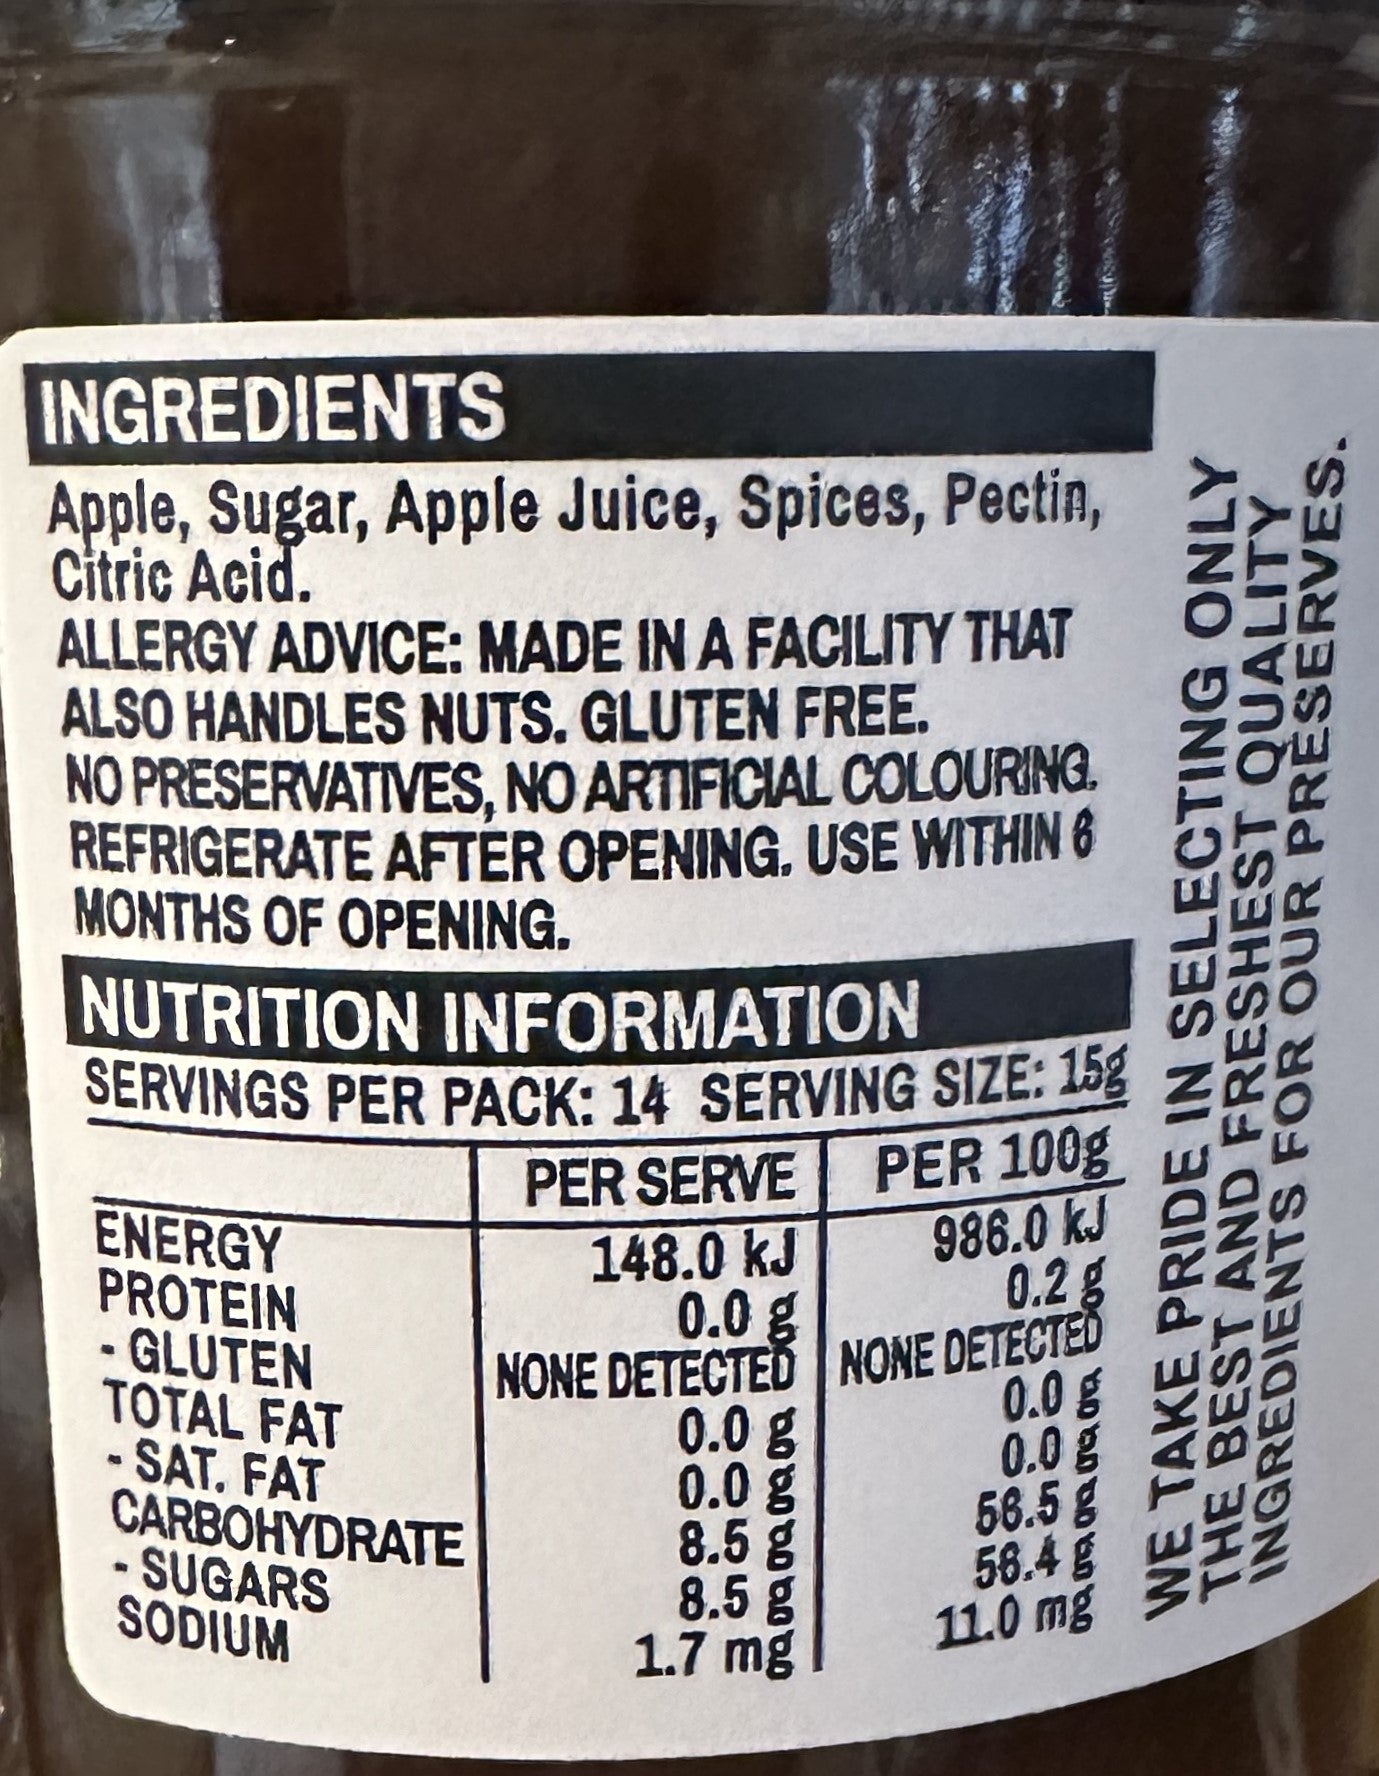 INGREDIENTS
Apple, Sugar, Apple Juice, Spices, Pectin,
Citric Acid.
ALLERGY ADVICE: MADE IN A FACILITY THAT
ALSO HANDLES NUTS. GLUTEN FREE.
NO PRESERVATIVES, NO ARTIFICIAL COLOURING.
REFRIGERATE AFTER OPENING. USE WITHIN 6
MONTHS OF OPENING.
NUTRITION INFORMATION
SERVINGS PER PACK: 14 SERVING SIZE: 15g
PER SERVE PER 100g
ENERGY 148.0 kJ 986.0 kJ
PROTEIN 0.0 g 0.2 g
- GLUTEN NONE DETECTED NONE DETECTED
TOTAL FAT 0.0 g 0.0 g
- SAT. FAT 0.0 g 0.0 g
CARBOHYDRATE 8.5 g 56.5 g
- SUGARS 8.5 g 56.4 g
SODIUM 1.7 mg 11.0 mg
WE TAKE PRIDE IN SELECTING ONLY
THE BEST AND FRESHEST QUALITY
INGREDIENTS FOR OUR PRESERVES.